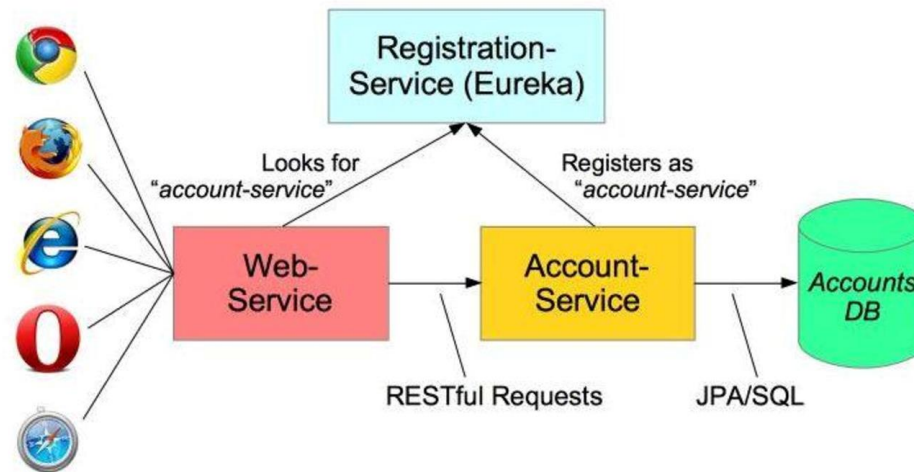 Registration-
Service (Eureka)
Looks for
"account-service"
Registers as
"account-service"
Web-
Service
Account-
Service
Accounts
DB
RESTful Requests
JPA/SQL